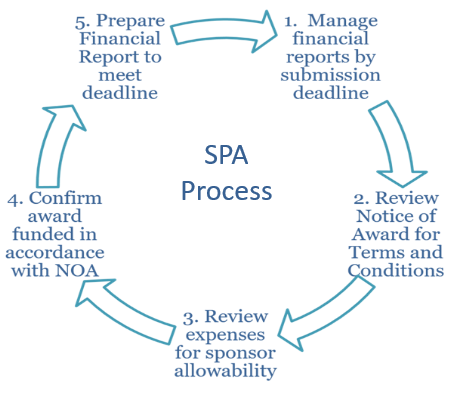 SPA
Process
1. Manage
financial
reports by
submission
deadline
2. Review
Notice of
Award for
Terms and
Conditions
3. Review
expenses
for sponsor
allowability
4. Confirm
award
funded in
accordance
with NOA
5. Prepare
Financial
Report to
meet
deadline